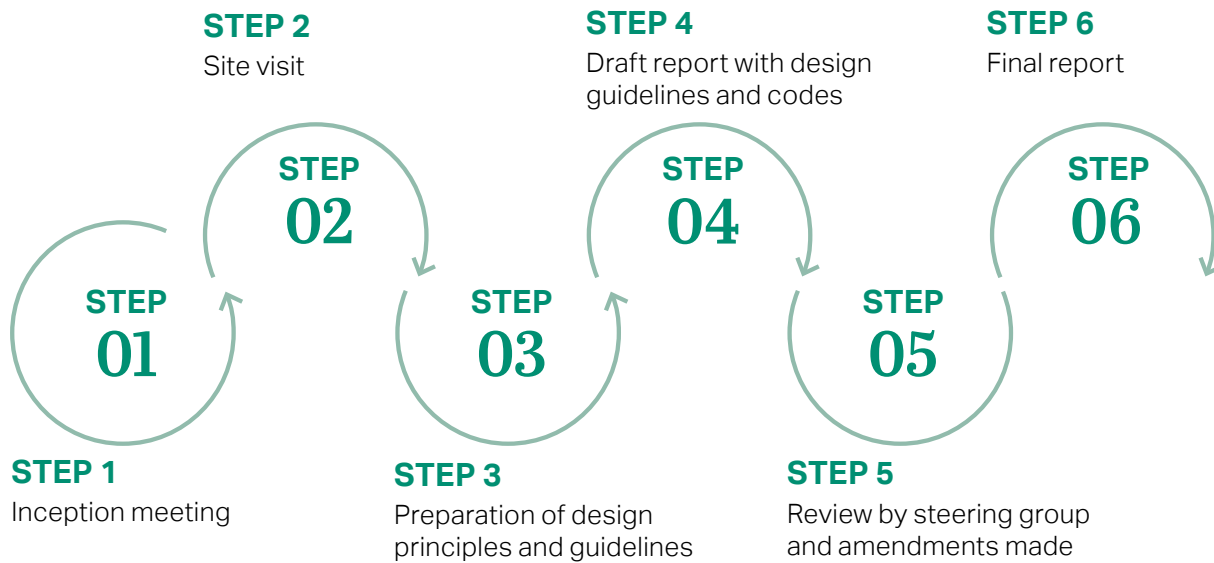 STEP 2
Site visit
STEP 4
Draft report with design
guidelines and codes
STEP 6
Final report
STEP
02
STEP
04
STEP
06
STEP
01
STEP
03
STEP
05
STEP 1
Inception meeting
STEP 3
Preparation of design
principles and guidelines
STEP 5
Review by steering group
and amendments made